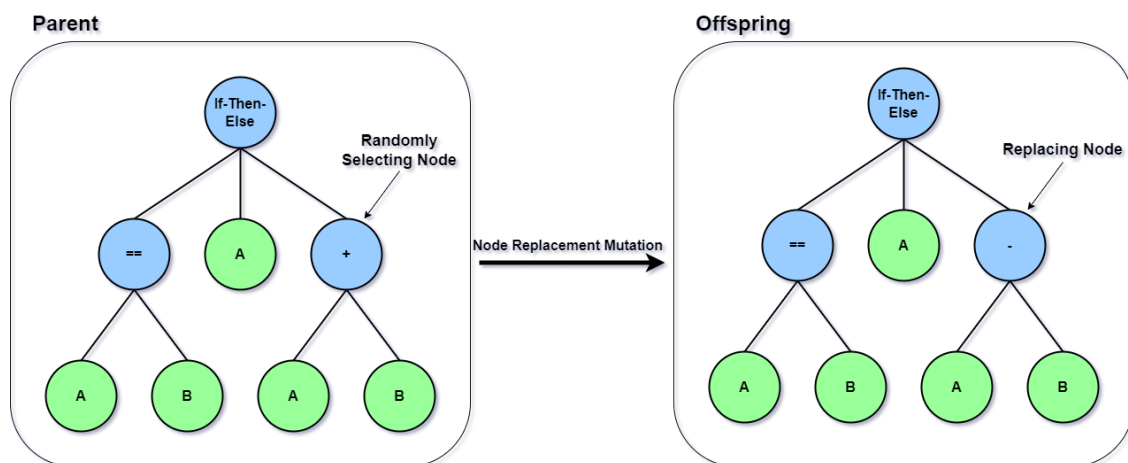 Parent
If-Then-
Else
Randomly
Selecting Node
==
A
+
A
B
A
B
Node Replacement Mutation
Offspring
If-Then-
Else
Replacing Node
==
A
-
A
B
A
B